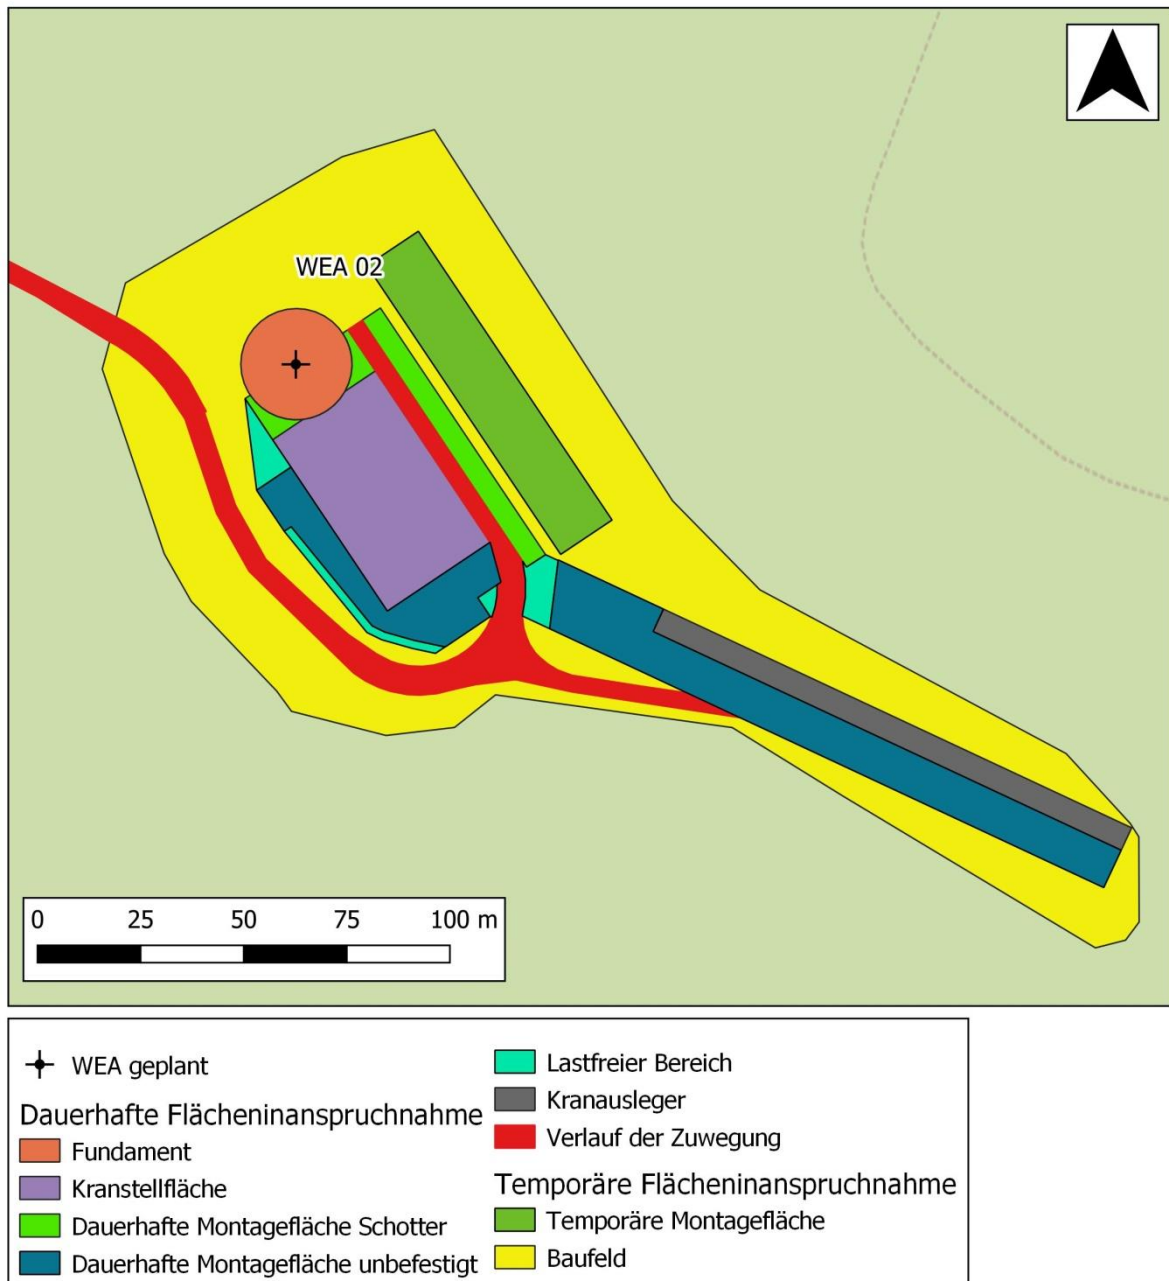 WEA 02
0 25 50 75 100 m
WEA geplant
Dauerhafte Flächeninanspruchnahme
Fundament
Kranstellfläche
Dauerhafte Montagefläche Schotter
Dauerhafte Montagefläche unbefestigt
Lastfreier Bereich
Kranausleger
Verlauf der Zuwegung
Temporäre Flächeninanspruchnahme
Temporäre Montagefläche
Baufeld